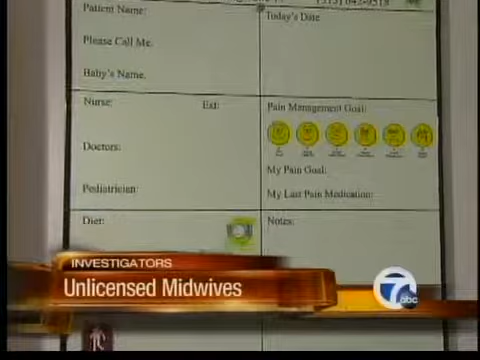 Patient Name:
Today's Date
Please Call Me.
Baby's Name.
Nurse: Ext:
Pain Management Goal:
Doctors:
My Pain Goal:
Pediatrician:
My Last Pain Medication:
Diet:
Notes:
INVESTIGATORS
Unlicensed Midwives
7 abc